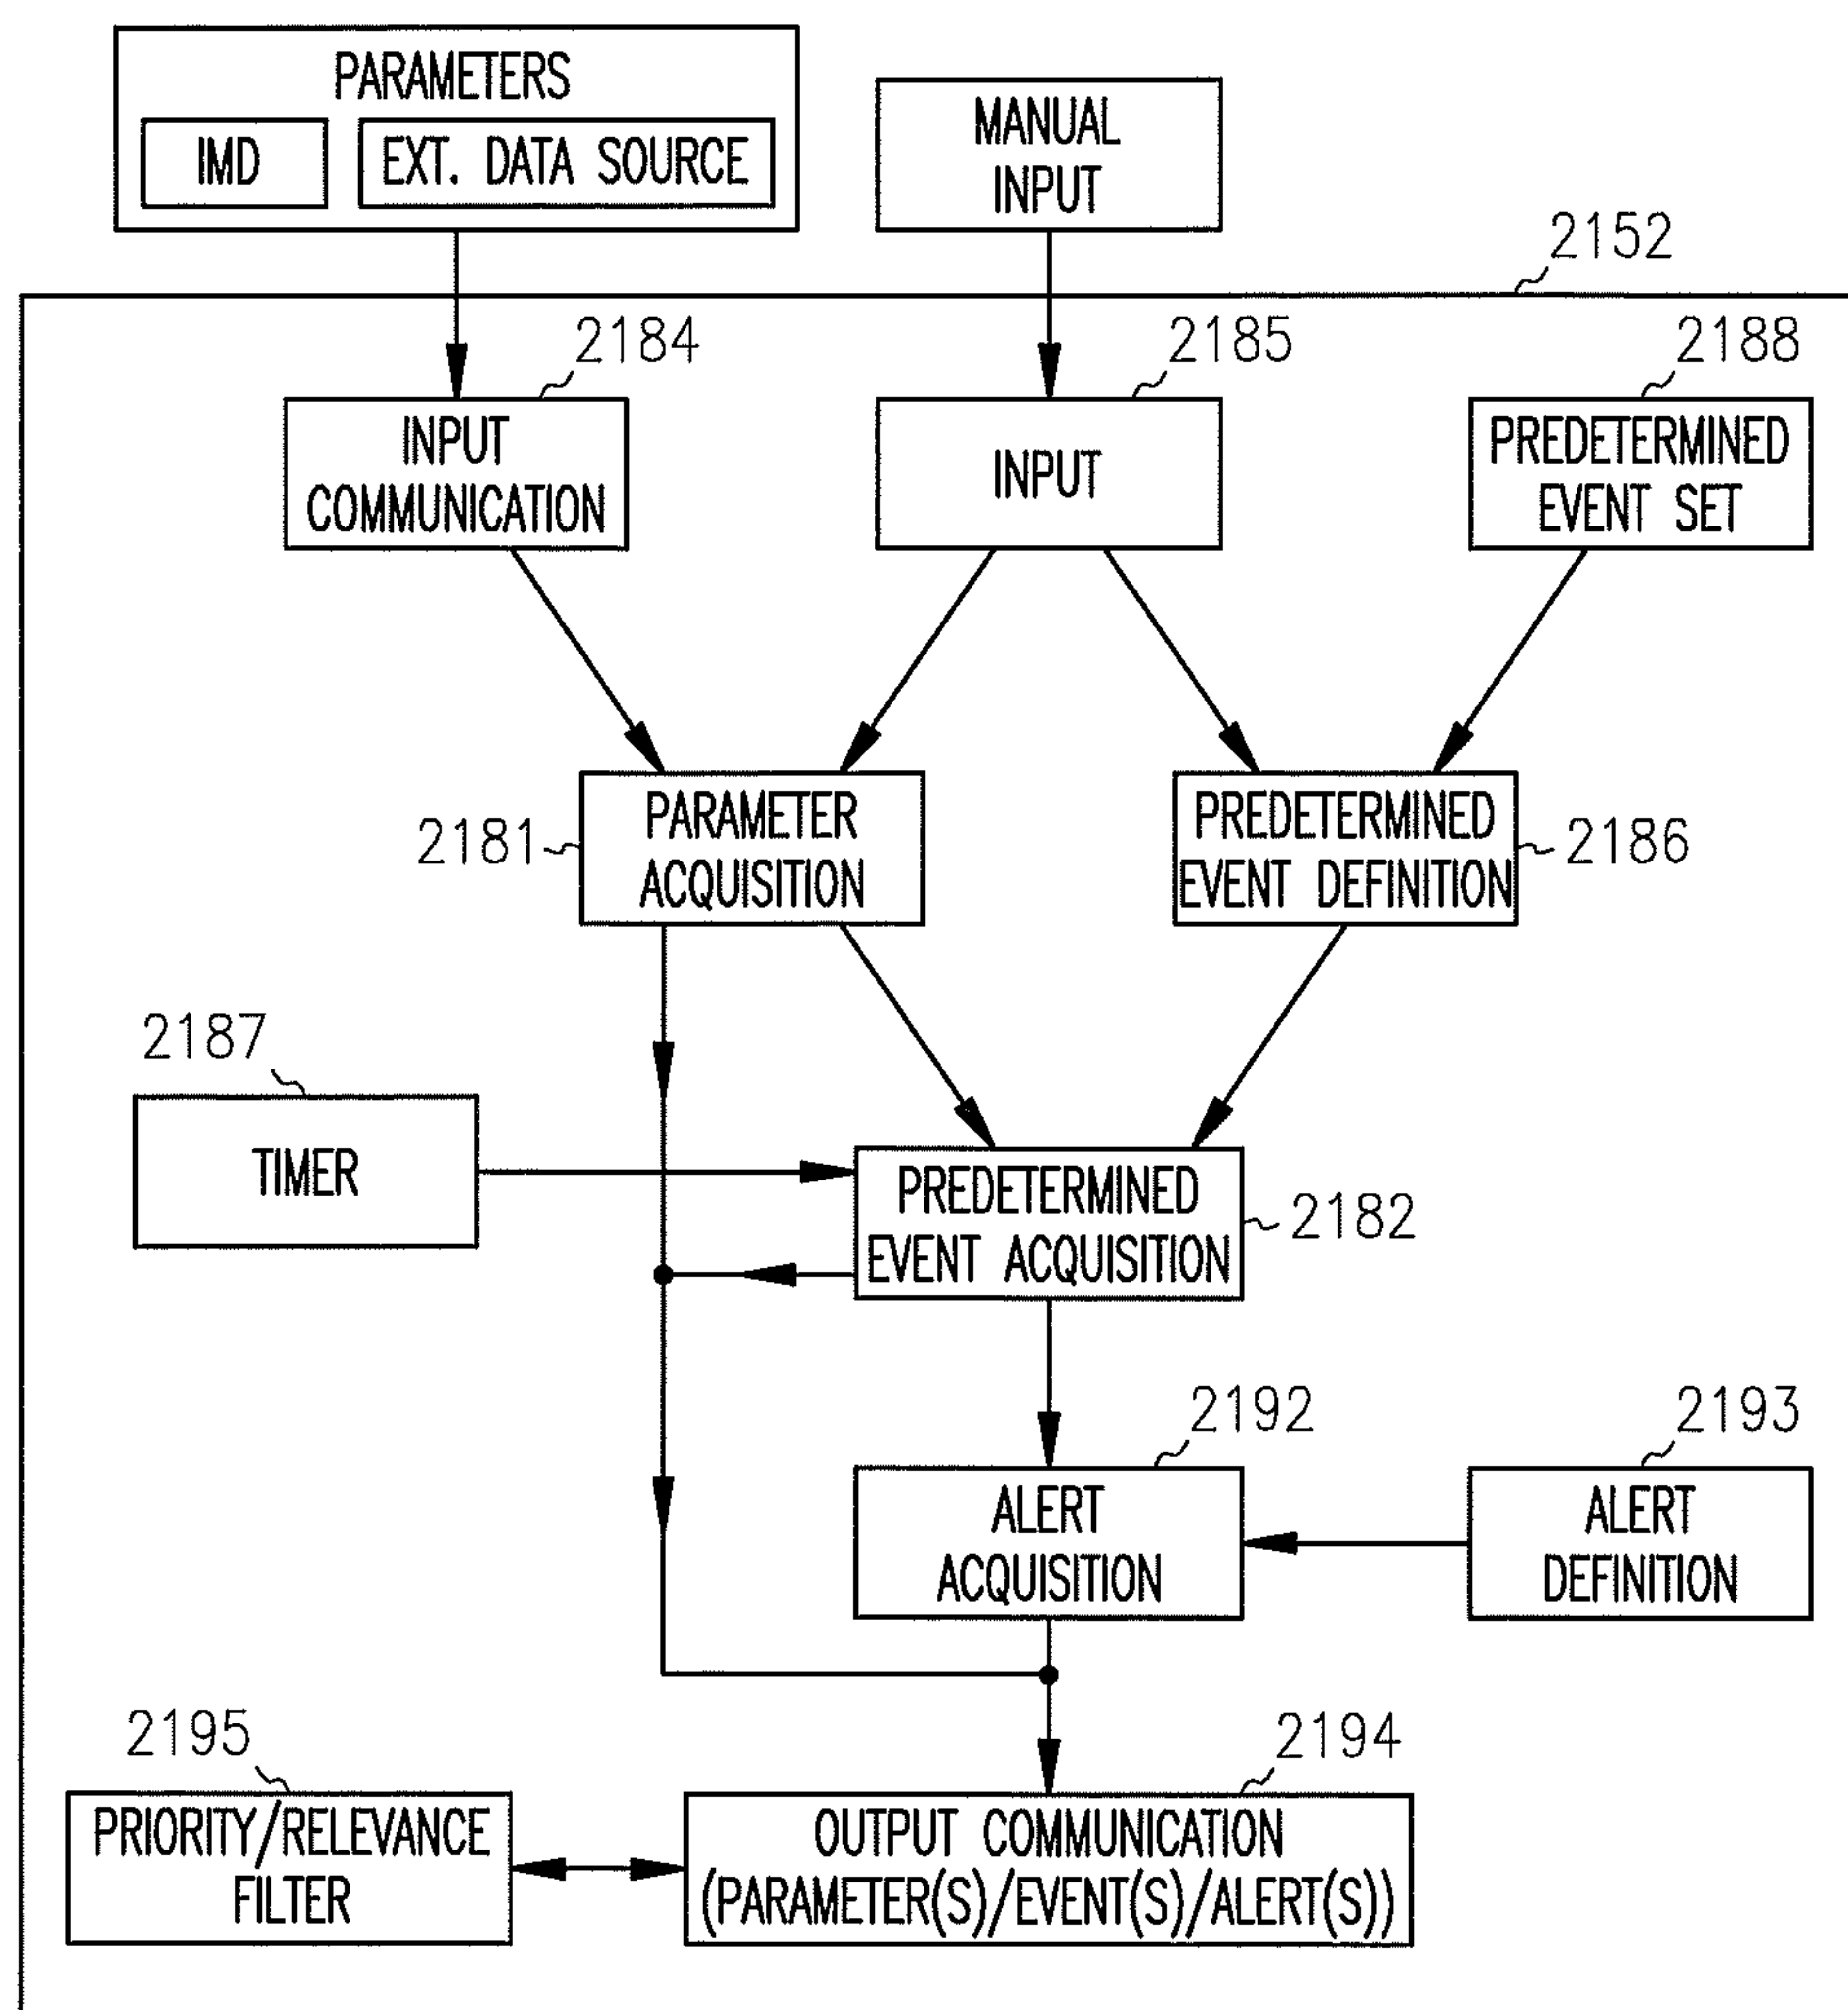 PARAMETERS
IMD
EXT. DATA SOURCE
MANUAL
INPUT
2152
2184
2185
2188
INPUT
COMMUNICATION
INPUT
PREDETERMINED
EVENT SET
2181
PARAMETER
ACQUISITION
PREDETERMINED
EVENT DEFINITION
2186
2187
TIMER
PREDETERMINED
EVENT ACQUISITION
2182
2192
2193
ALERT
ACQUISITION
ALERT
DEFINITION
2195
2194
PRIORITY/RELEVANCE
FILTER
OUTPUT COMMUNICATION
(PARAMETER(S)/EVENT(S)/ALERT(S))